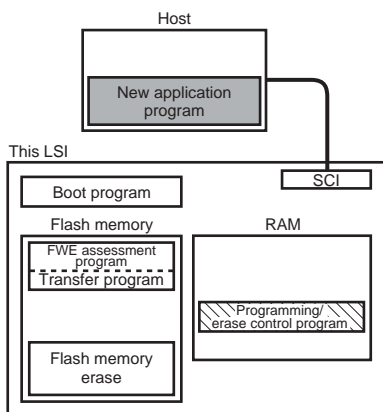 Host
New application
program
This LSI
SCI
Boot program
Flash memory
RAM
FWE assessment
program
Transfer program
Programming/
erase control program
Flash memory
erase